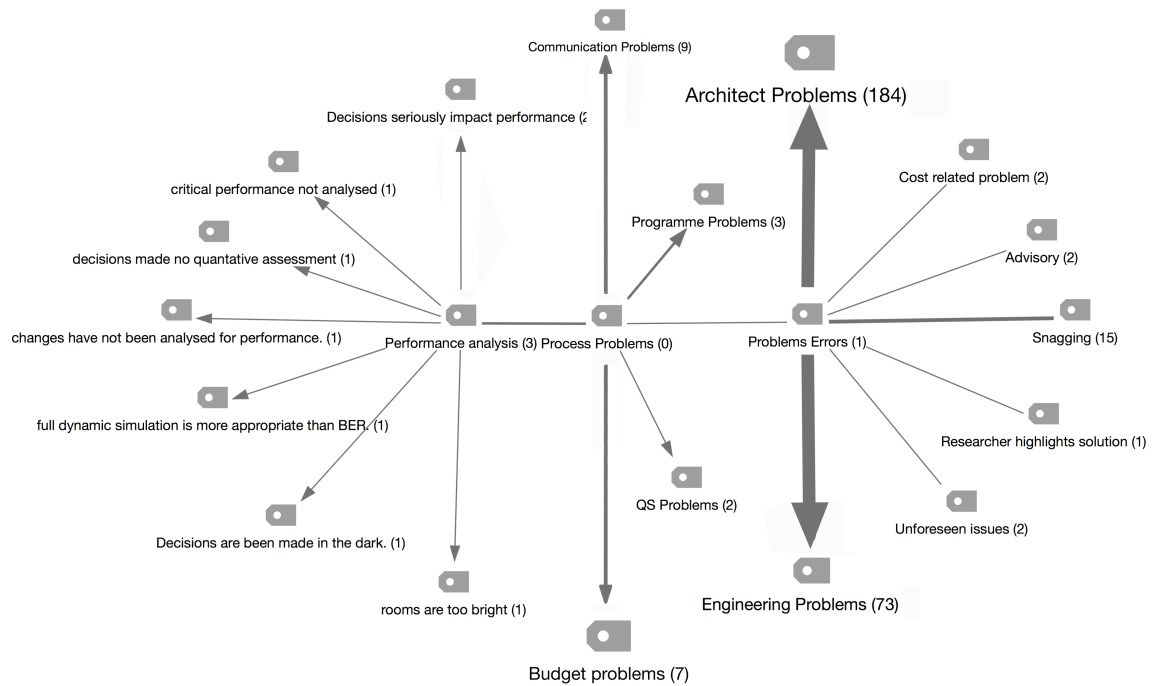 Communication Problems (9)
Architect Problems (184)
Decisions seriously impact performance (2
Cost related problem (2)
critical performance not analysed (1)
Programme Problems (3)
decisions made no quantative assessment (1)
Advisory (2)
changes have not been analysed for performance. (1)
Performance analysis (3)
Process Problems (0)
Problems Errors (1)
Snagging (15)
full dynamic simulation is more appropriate than BER. (1)
Researcher highlights solution (1)
QS Problems (2)
Unforeseen issues (2)
Decisions are been made in the dark. (1)
rooms are too bright (1)
Engineering Problems (73)
Budget problems (7)